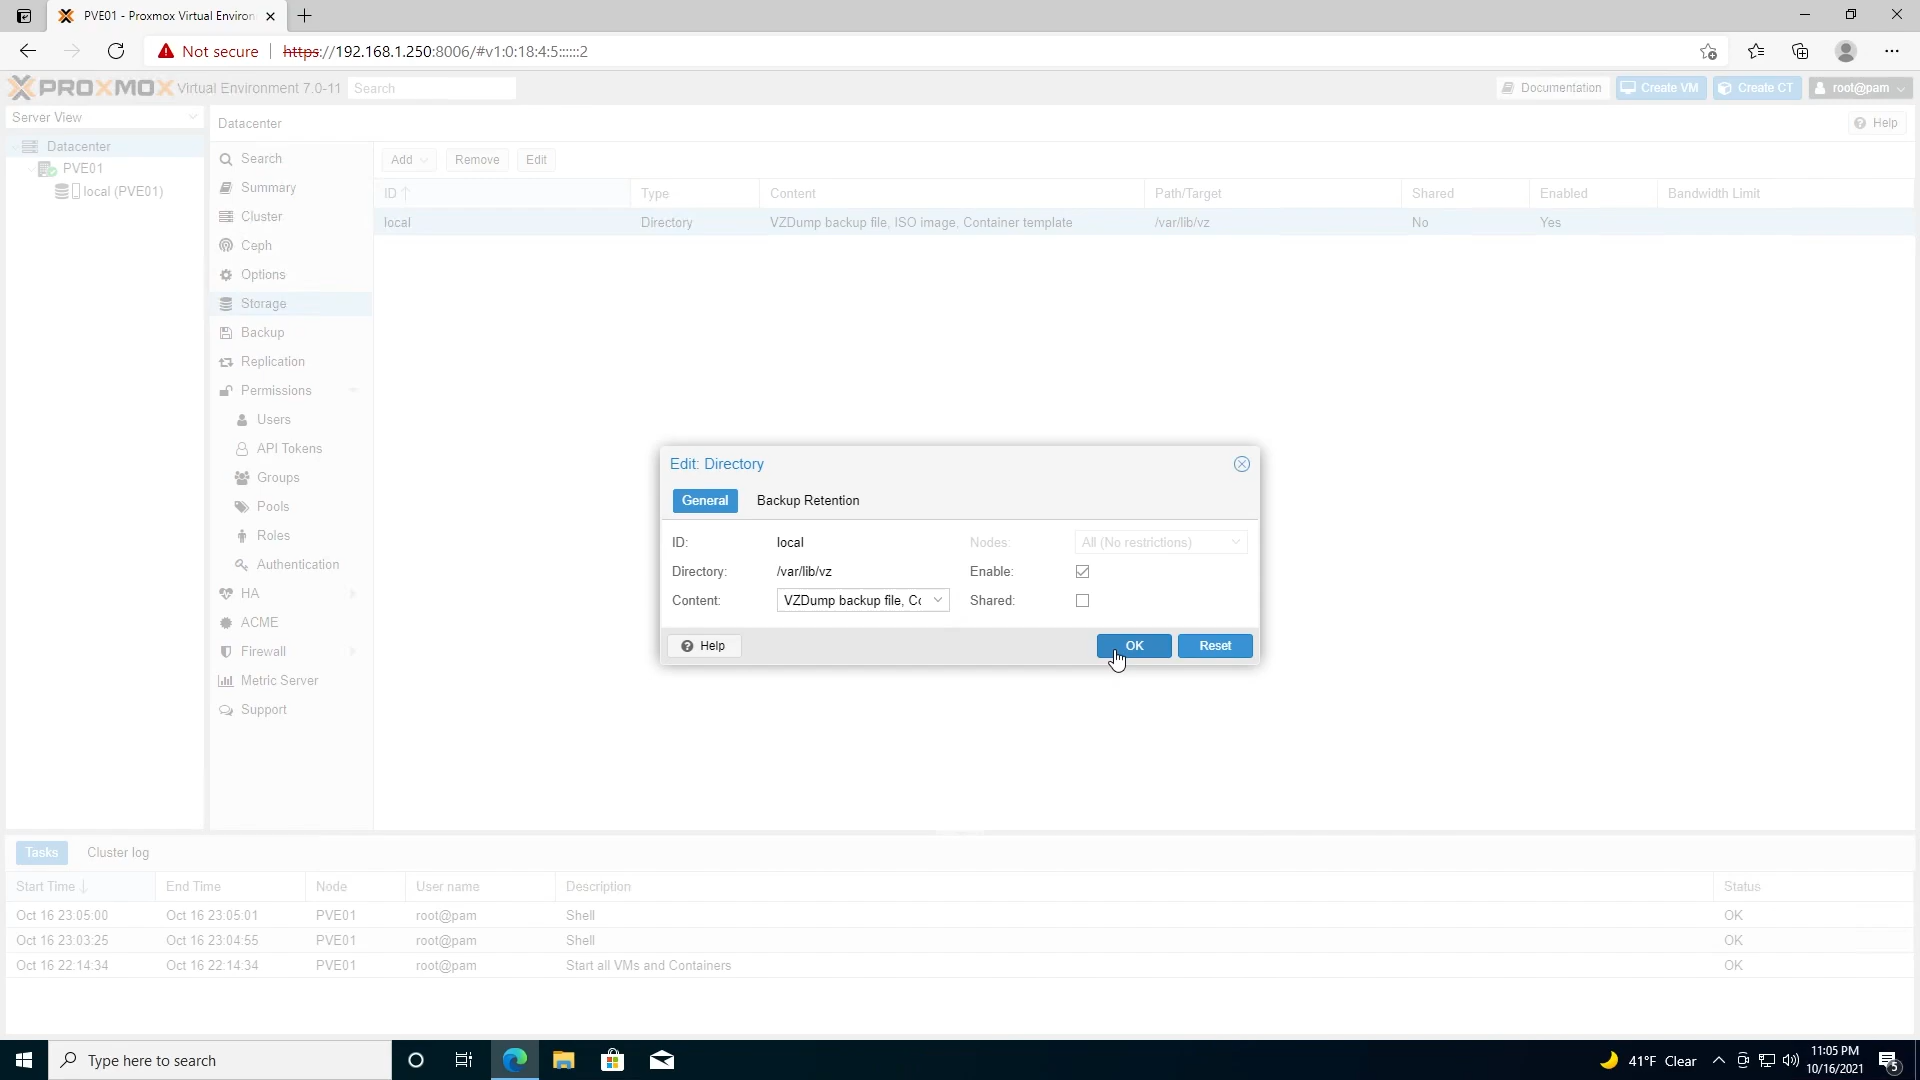 PVE01 - Proxmox Virtual Environ
Not secure
https://192.168.1.250:8006/#v1:0:18:4:5::::::2
PROXMOX Virtual Environment 7.0-11
Search
Documentation
Create VM
Create CT
root@pam
Server View
Datacenter
PVE01
local (PVE01)
Datacenter
Help
Search
Summary
Cluster
Ceph
Options
Storage
Backup
Replication
Permissions
Users
API Tokens
Groups
Pools
Roles
Authentication
HA
ACME
Firewall
Metric Server
Support
Add
Remove
Edit
ID Type Content Path/Target Shared Enabled Bandwidth Limit
local Directory VZDump backup file, ISO image, Container template /var/lib/vz No Yes
Edit: Directory
General
Backup Retention
ID: local Nodes: All (No restrictions)
Directory: /var/lib/vz Enable:
Content: VZDump backup file, Co Shared:
Help
OK
Reset
Tasks
Cluster log
Start Time End Time Node User name Description Status
Oct 16 23:05:00 Oct 16 23:05:01 PVE01 root@pam Shell OK
Oct 16 23:03:25 Oct 16 23:04:55 PVE01 root@pam Shell OK
Oct 16 22:14:34 Oct 16 22:14:34 PVE01 root@pam Start all VMs and Containers OK
Type here to search
41°F Clear
11:05 PM
10/16/2021
5